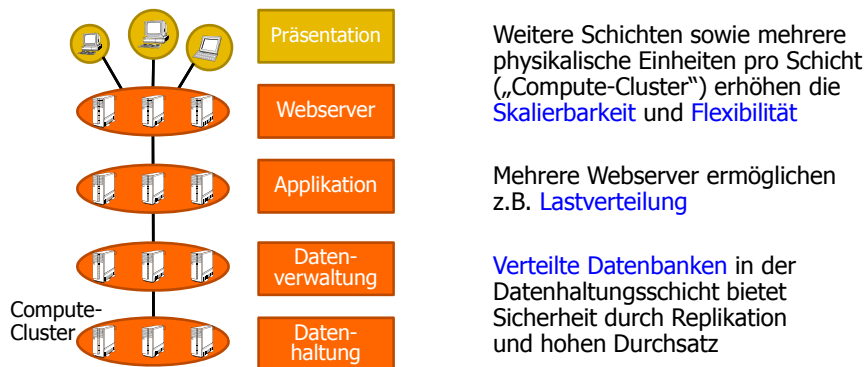 Präsentation
Webserver
Applikation
Daten-
verwaltung
Daten-
haltung
Compute-
Cluster
Weitere Schichten sowie mehrere
physikalische Einheiten pro Schicht
(„Compute-Cluster“) erhöhen die
Skalierbarkeit und Flexibilität
Mehrere Webserver ermöglichen
z.B. Lastverteilung
Verteilte Datenbanken in der
Datenhaltungsschicht bietet
Sicherheit durch Replikation
und hohen Durchsatz